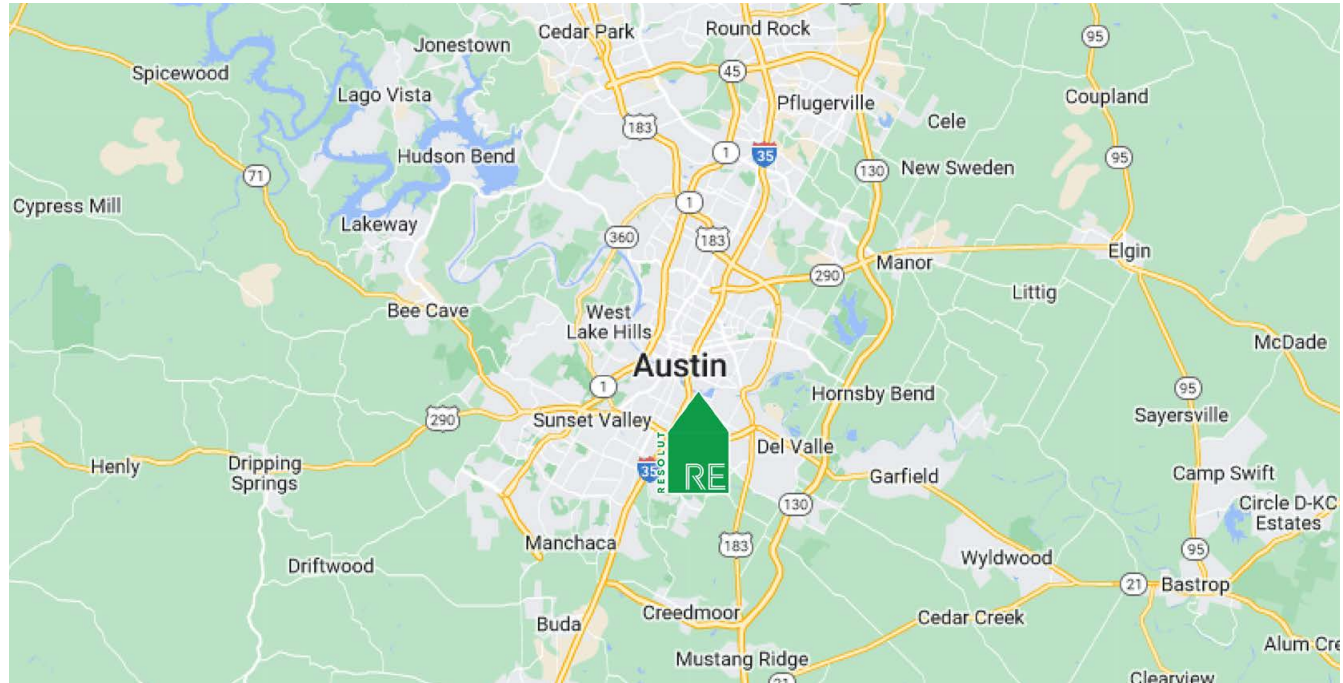 Cedar Park
Round Rock
95
Jonestown
Spicewood
45
Lago Vista
Pflugerville
Coupland
Cele
183
Hudson Bend
1
35
95
New Sweden
71
130
Cypress Mill
1
Lakeway
360
183
Elgin
Manor
290
Littig
Bee Cave
West
Lake Hills
McDade
Austin
1
Hornsby Bend
95
Sayersville
290
Sunset Valley
Del Valle
Henly
Dripping
Springs
35
RESOLUT
RE
Garfield
Camp Swift
130
Circle D-KC
Estates
Manchaca
183
Driftwood
Wyldwood
95
21
Bastrop
Creedmoor
Buda
Cedar Creek
Alum Cre
Mustang Ridge
21
Clearview